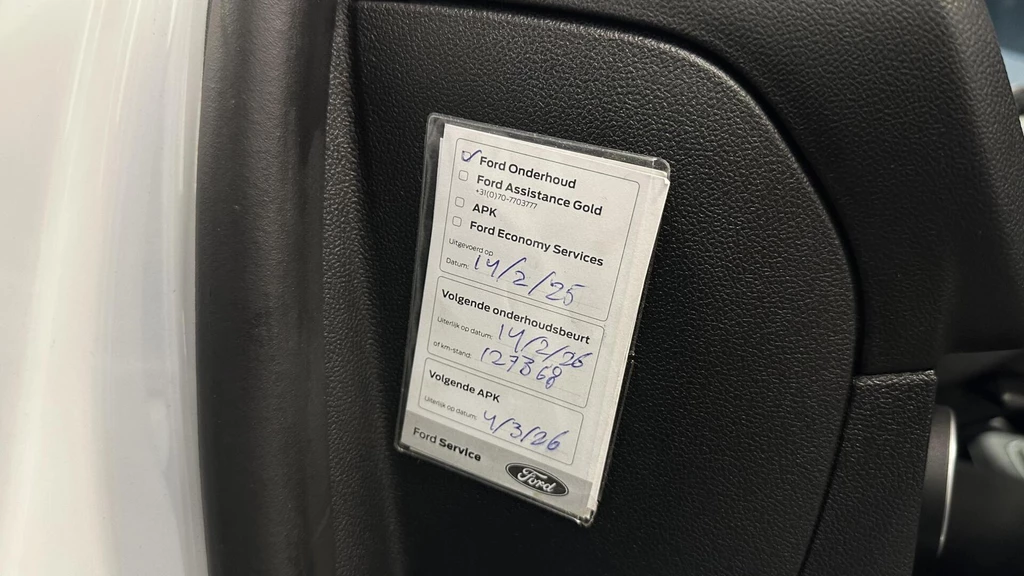 Ford Onderhoud
Ford Assistance Gold
+31(0)70-7703777
APK
Ford Economy Services
Uitgevoerd op
Datum: 14/2/25
Volgende onderhoudsbeurt
Uiterlijk op datum: 14/2/26
of km-stand: 127868
Volgende APK
Uiterlijk op datum: 4/3/26
Ford Service
Ford